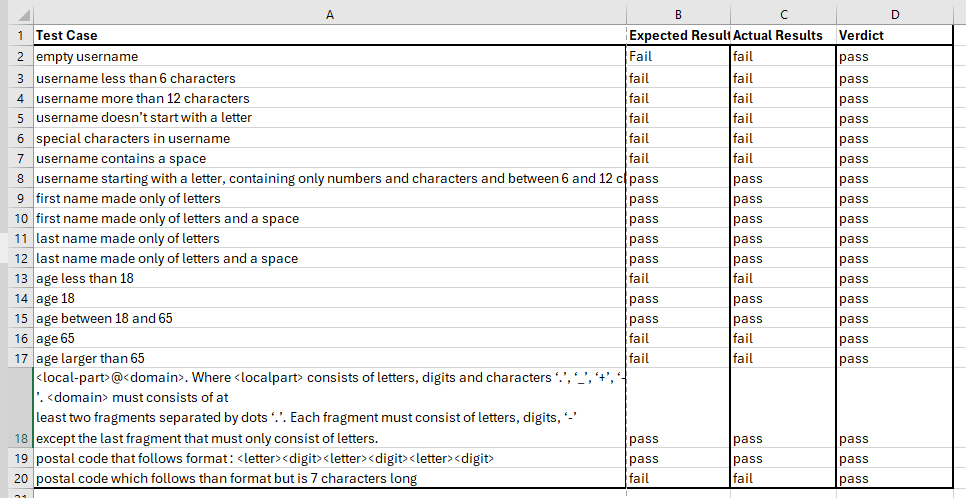 A B C D
1 Test Case Expected Result Actual Results Verdict
2 empty username Fail fail pass
3 username less than 6 characters fail fail pass
4 username more than 12 characters fail fail pass
5 username doesn't start with a letter fail fail pass
6 special characters in username fail fail pass
7 username contains a space fail fail pass
8 username starting with a letter, containing only numbers and characters and between 6 and 12 cl pass pass pass
9 first name made only of letters pass pass pass
10 first name made only of letters and a space pass pass pass
11 last name made only of letters pass pass pass
12 last name made only of letters and a space pass pass pass
13 age less than 18 fail fail pass
14 age 18 pass pass pass
15 age between 18 and 65 pass pass pass
16 age 65 fail fail pass
17 age larger than 65 fail fail pass
<local-part>@<domain>. Where <localpart> consists of letters, digits and characters ‘.’, ‘_’, ‘+’, ‘-
’. <domain> must consists of at
least two fragments separated by dots ‘.’. Each fragment must consist of letters, digits, ‘-’
18 except the last fragment that must only consist of letters. pass pass pass
19 postal code that follows format: <letter><digit><letter><digit><letter><digit> pass pass pass
20 postal code which follows than format but is 7 characters long fail fail pass
21